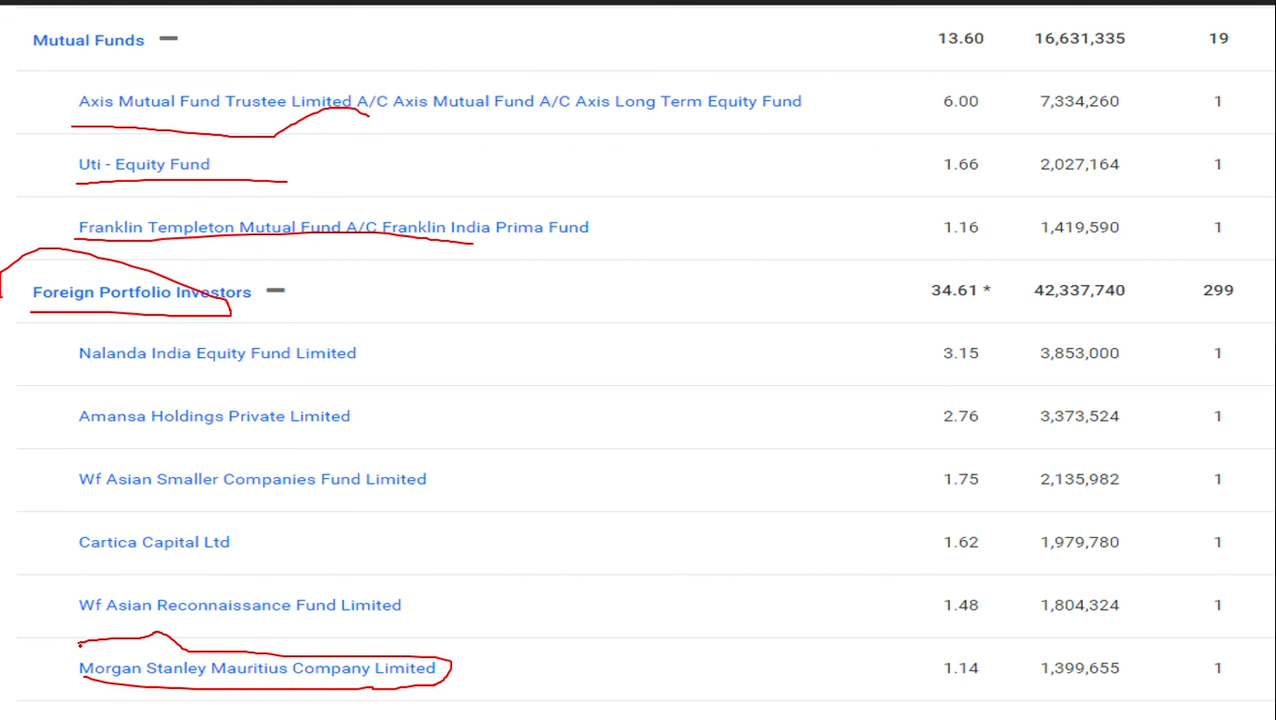 Mutual Funds 13.60 16,631,335 19
Axis Mutual Fund Trustee Limited A/C Axis Mutual Fund A/C Axis Long Term Equity Fund 6.00 7,334,260 1
Uti - Equity Fund 1.66 2,027,164 1
Franklin Templeton Mutual Fund A/C Franklin India Prima Fund 1.16 1,419,590 1
Foreign Portfolio Investors 34.61 * 42,337,740 299
Nalanda India Equity Fund Limited 3.15 3,853,000 1
Amansa Holdings Private Limited 2.76 3,373,524 1
Wf Asian Smaller Companies Fund Limited 1.75 2,135,982 1
Cartica Capital Ltd 1.62 1,979,780 1
Wf Asian Reconnaissance Fund Limited 1.48 1,804,324 1
Morgan Stanley Mauritius Company Limited 1.14 1,399,655 1